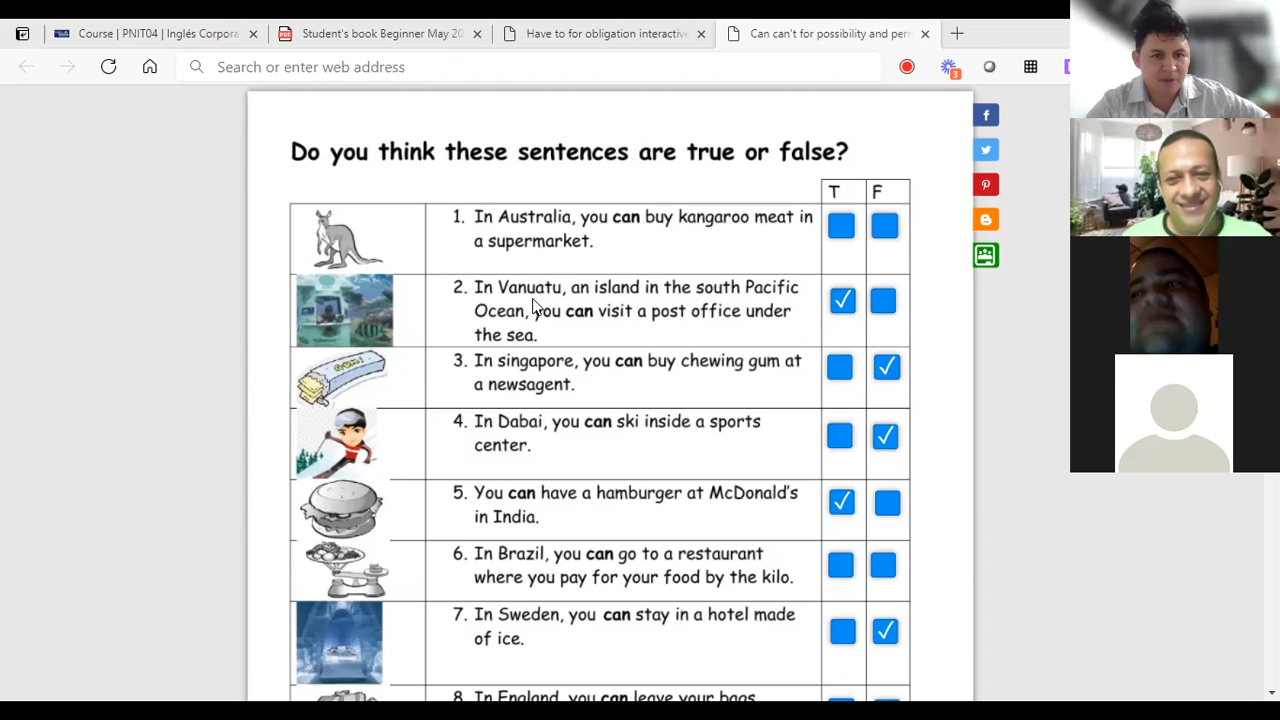 Course | PNIT04 | Inglés Corpora
Student's book Beginner May 20
Have to for obligation interactive
Can can't for possibility and perm
Search or enter web address
3
Do you think these sentences are true or false?
T F
1. In Australia, you can buy kangaroo meat in
a supermarket.
2. In Vanuatu, an island in the south Pacific
Ocean, you can visit a post office under
the sea.
GUM!
3. In singapore, you can buy chewing gum at
a newsagent.
4. In Dabai, you can ski inside a sports
center.
5. You can have a hamburger at McDonald's
in India.
6. In Brazil, you can go to a restaurant
where you pay for your food by the kilo.
7. In Sweden, you can stay in a hotel made
of ice.
8. In England, you can leave your bags